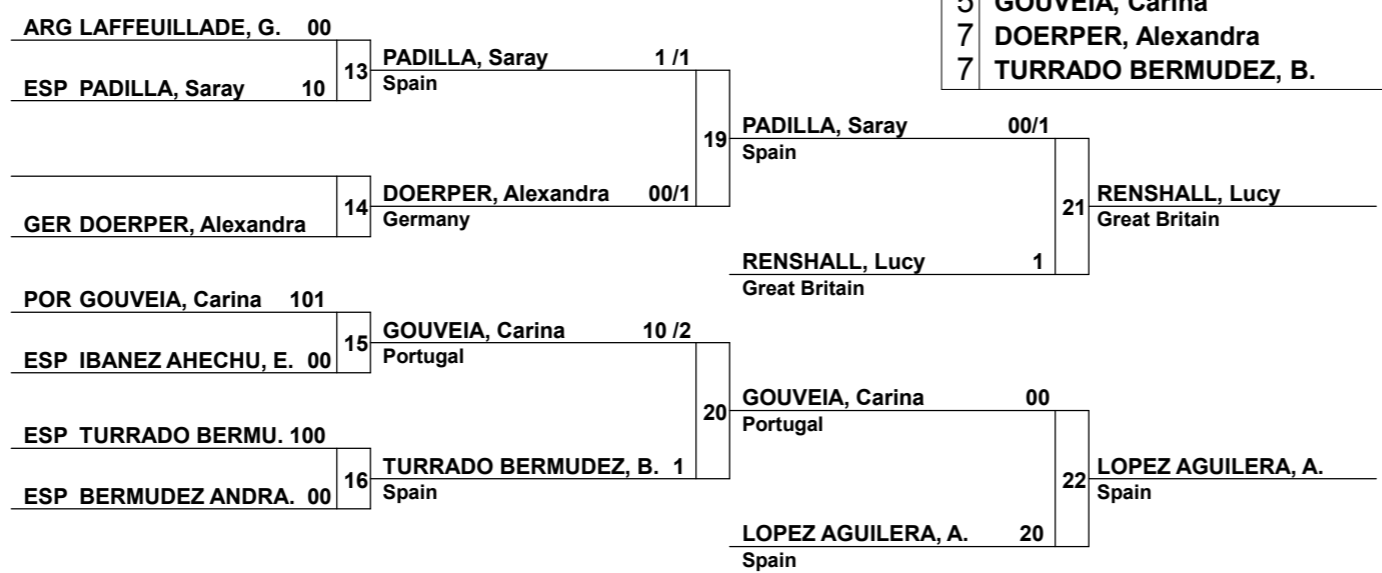 5 GOUVEIA, Carina
7 DOERPER, Alexandra
7 TURRADO BERMUDEZ, B.
ARG LAFFEUILLADE, G. 00
ESP PADILLA, Saray 10
13
PADILLA, Saray 1 /1
Spain
GER DOERPER, Alexandra
14
DOERPER, Alexandra 00/1
Germany
19
PADILLA, Saray 00/1
Spain
RENSHALL, Lucy 1
Great Britain
21
RENSHALL, Lucy
Great Britain
POR GOUVEIA, Carina 101
ESP IBANEZ AHECHU, E. 00
15
GOUVEIA, Carina 10 /2
Portugal
ESP TURRADO BERMU. 100
ESP BERMUDEZ ANDRA. 00
16
TURRADO BERMUDEZ, B. 1
Spain
20
GOUVEIA, Carina 00
Portugal
LOPEZ AGUILERA, A. 20
Spain
22
LOPEZ AGUILERA, A.
Spain